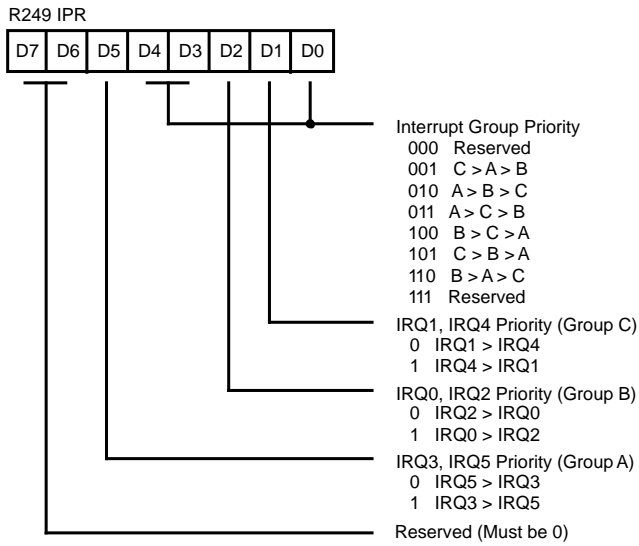 R249 IPR
D7 D6 D5 D4 D3 D2 D1 D0
Interrupt Group Priority
000 Reserved
001 C > A > B
010 A > B > C
011 A > C > B
100 B > C > A
101 C > B > A
110 B > A > C
111 Reserved
IRQ1, IRQ4 Priority (Group C)
0 IRQ1 > IRQ4
1 IRQ4 > IRQ1
IRQ0, IRQ2 Priority (Group B)
0 IRQ2 > IRQ0
1 IRQ0 > IRQ2
IRQ3, IRQ5 Priority (Group A)
0 IRQ5 > IRQ3
1 IRQ3 > IRQ5
Reserved (Must be 0)